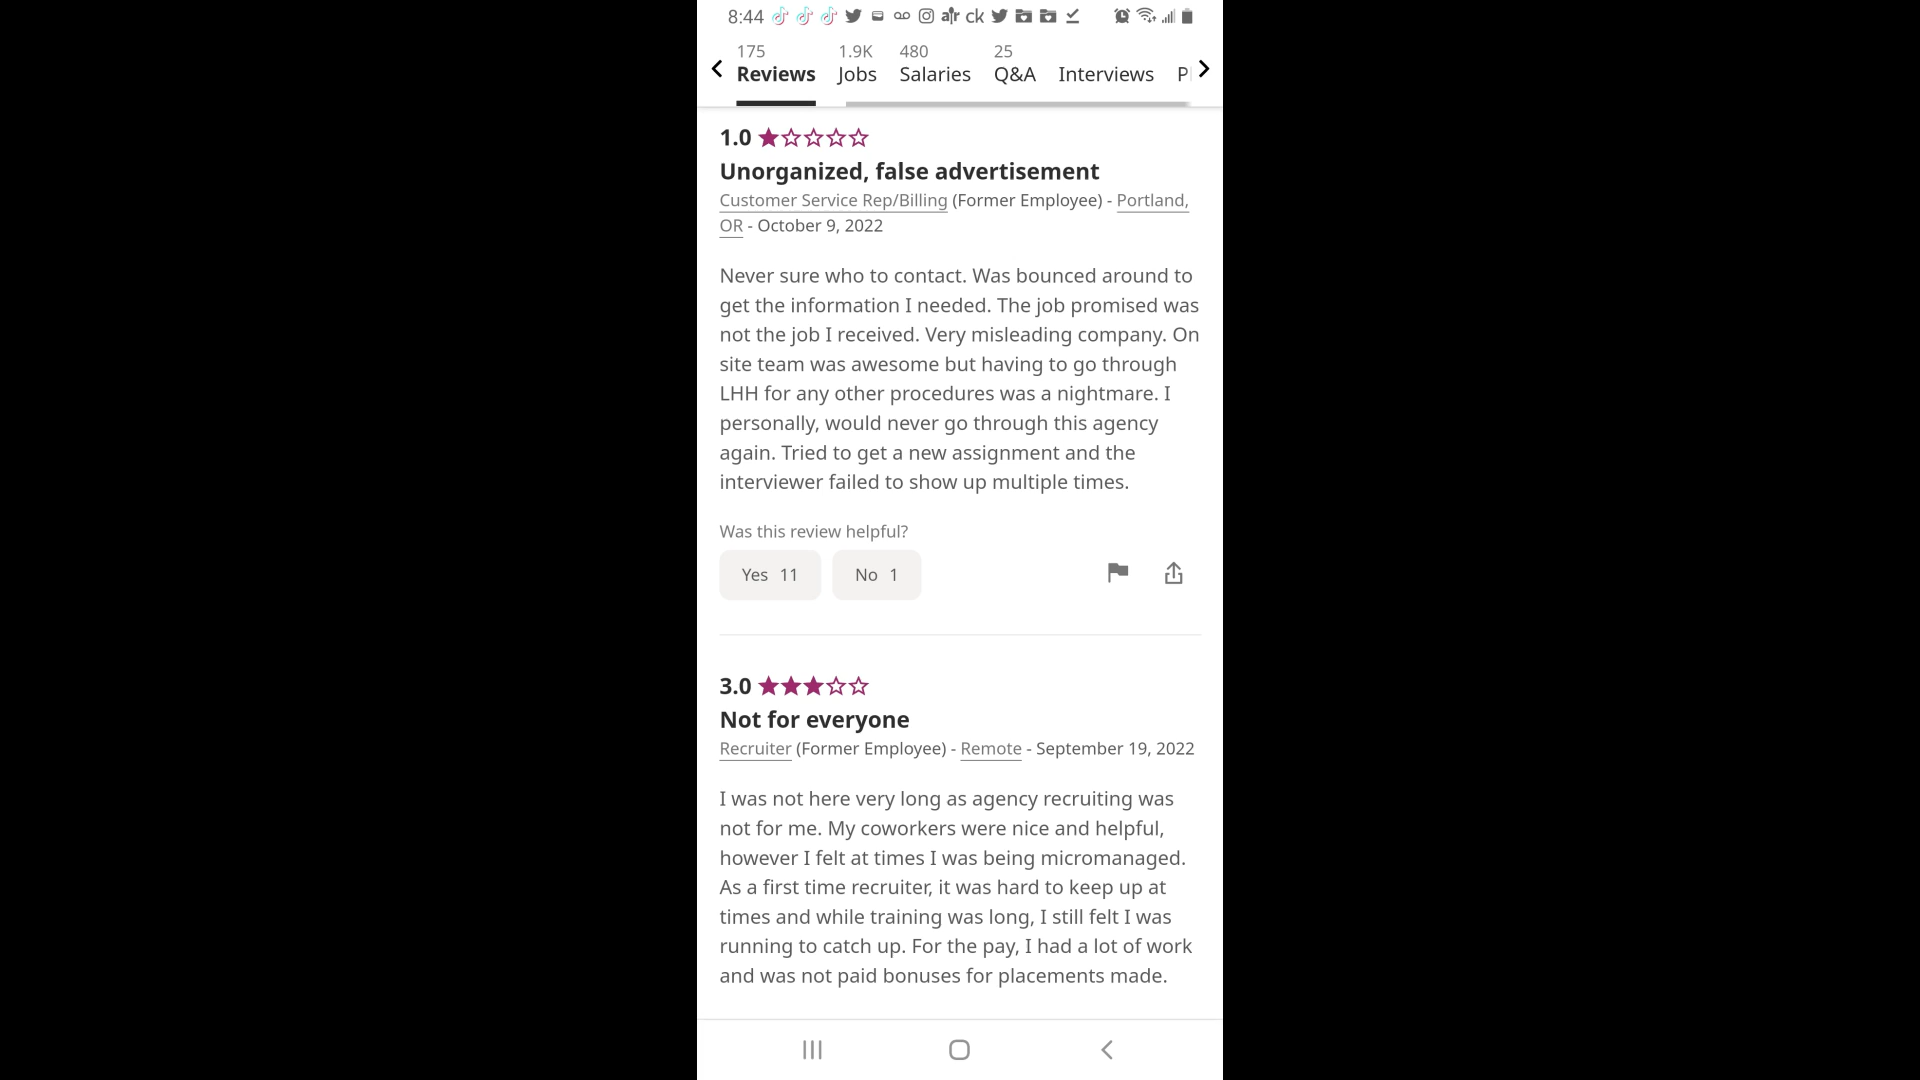 8:44 a|r ck
175 1.9K 480 25
Reviews Jobs Salaries Q&A Interviews P
1.0
Unorganized, false advertisement
Customer Service Rep/Billing (Former Employee) - Portland,
OR - October 9, 2022
Never sure who to contact. Was bounced around to
get the information I needed. The job promised was
not the job I received. Very misleading company. On
site team was awesome but having to go through
LHH for any other procedures was a nightmare. I
personally, would never go through this agency
again. Tried to get a new assignment and the
interviewer failed to show up multiple times.
Was this review helpful?
Yes 11 No 1
3.0
Not for everyone
Recruiter (Former Employee) - Remote - September 19, 2022
I was not here very long as agency recruiting was
not for me. My coworkers were nice and helpful,
however I felt at times I was being micromanaged.
As a first time recruiter, it was hard to keep up at
times and while training was long, I still felt I was
running to catch up. For the pay, I had a lot of work
and was not paid bonuses for placements made.